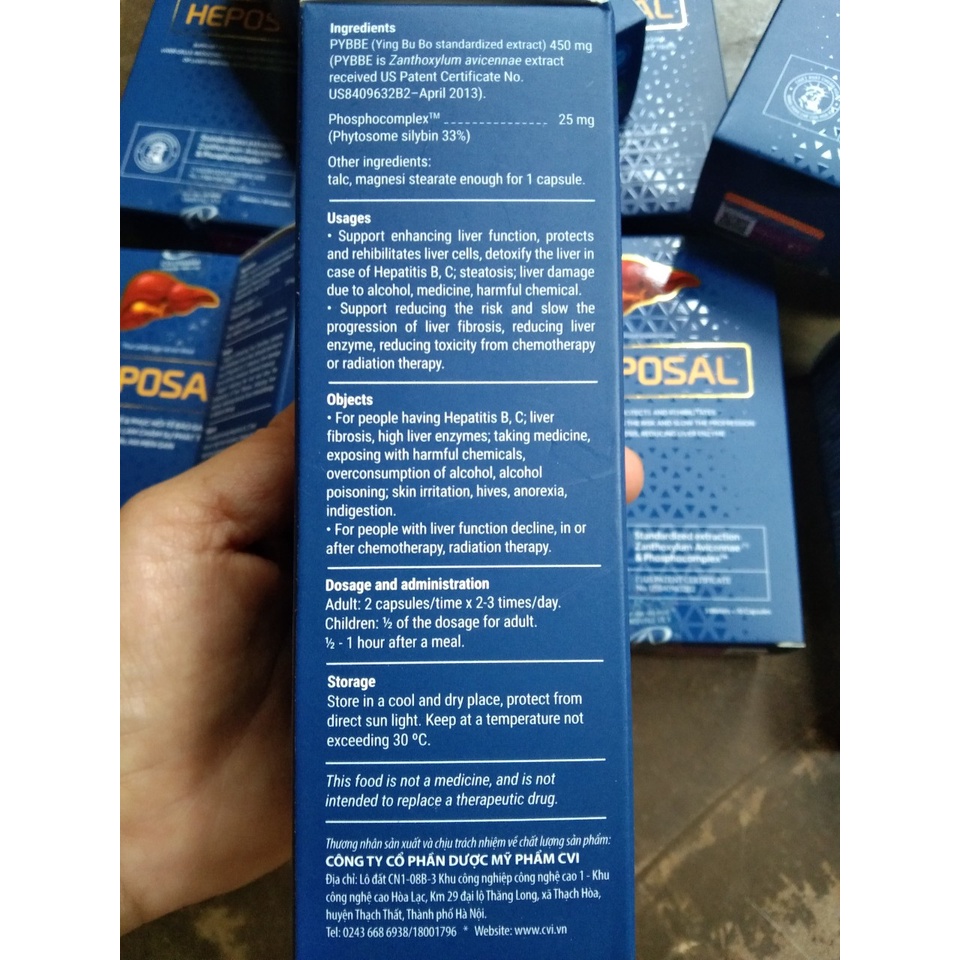 Ingredients
PYBBE (Ying Bu Bo standardized extract) 450 mg
(PYBBE is Zanthoxylum avicennae extract
received US Patent Certificate No.
US8409632B2–April 2013).
Phosphocomplex™ 25 mg
(Phytosome silybin 33%)
Other ingredients:
talc, magnesi stearate enough for 1 capsule.
Usages
• Support enhancing liver function, protects
and rehibilitates liver cells, detoxify the liver in
case of Hepatitis B, C; steatosis; liver damage
due to alcohol, medicine, harmful chemical.
• Support reducing the risk and slow the
progression of liver fibrosis, reducing liver
enzyme, reducing toxicity from chemotherapy
or radiation therapy.
Objects
• For people having Hepatitis B, C; liver
fibrosis, high liver enzymes; taking medicine,
exposing with harmful chemicals,
overconsumption of alcohol, alcohol
poisoning; skin irritation, hives, anorexia,
indigestion.
• For people with liver function decline, in or
after chemotherapy, radiation therapy.
Dosage and administration
Adult: 2 capsules/time x 2-3 times/day.
Children: ½ of the dosage for adult.
½ - 1 hour after a meal.
Storage
Store in a cool and dry place, protect from
direct sun light. Keep at a temperature not
exceeding 30 ºC.
This food is not a medicine, and is not
intended to replace a therapeutic drug.
Thương nhân sản xuất và chịu trách nhiệm về chất lượng sản phẩm:
CÔNG TY CỔ PHẦN DƯỢC MỸ PHẨM CVI
Địa chỉ: Lô đất CN1-08B-3 Khu công nghiệp công nghệ cao 1 - Khu
công nghệ cao Hòa Lạc, Km 29 đại lộ Thăng Long, xã Thạch Hòa,
huyện Thạch Thất, Thành phố Hà Nội.
Tel: 0243 668 6938/18001796 * Website: www.cvi.vn
HEPOS
AL
POSA
POSAL
Standardized extraction
Zanthoxylum Avicennae
& Phosphocomplex™